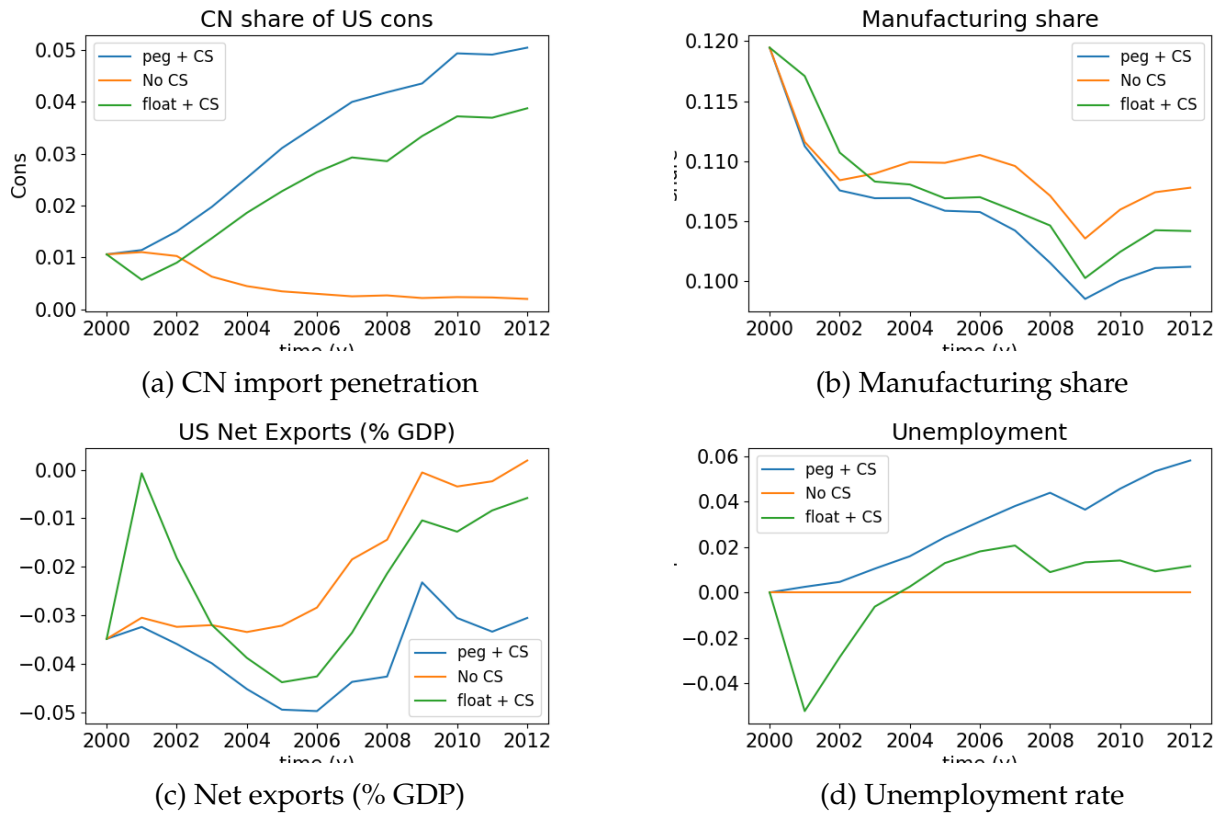 CN share of US cons
0.05
0.04
0.03
0.02
0.01
0.00
Cons
peg + CS
No CS
float + CS
2000 2002 2004 2006 2008 2010 2012
time (y)
(a) CN import penetration
Manufacturing share
0.120
0.115
0.110
0.105
0.100
share
peg + CS
No CS
float + CS
2000 2002 2004 2006 2008 2010 2012
time (y)
(b) Manufacturing share
US Net Exports (% GDP)
0.00
−0.01
−0.02
−0.03
−0.04
−0.05
peg + CS
No CS
float + CS
2000 2002 2004 2006 2008 2010 2012
time (y)
(c) Net exports (% GDP)
Unemployment
0.06
0.04
0.02
0.00
−0.02
−0.04
peg + CS
No CS
float + CS
2000 2002 2004 2006 2008 2010 2012
time (y)
(d) Unemployment rate